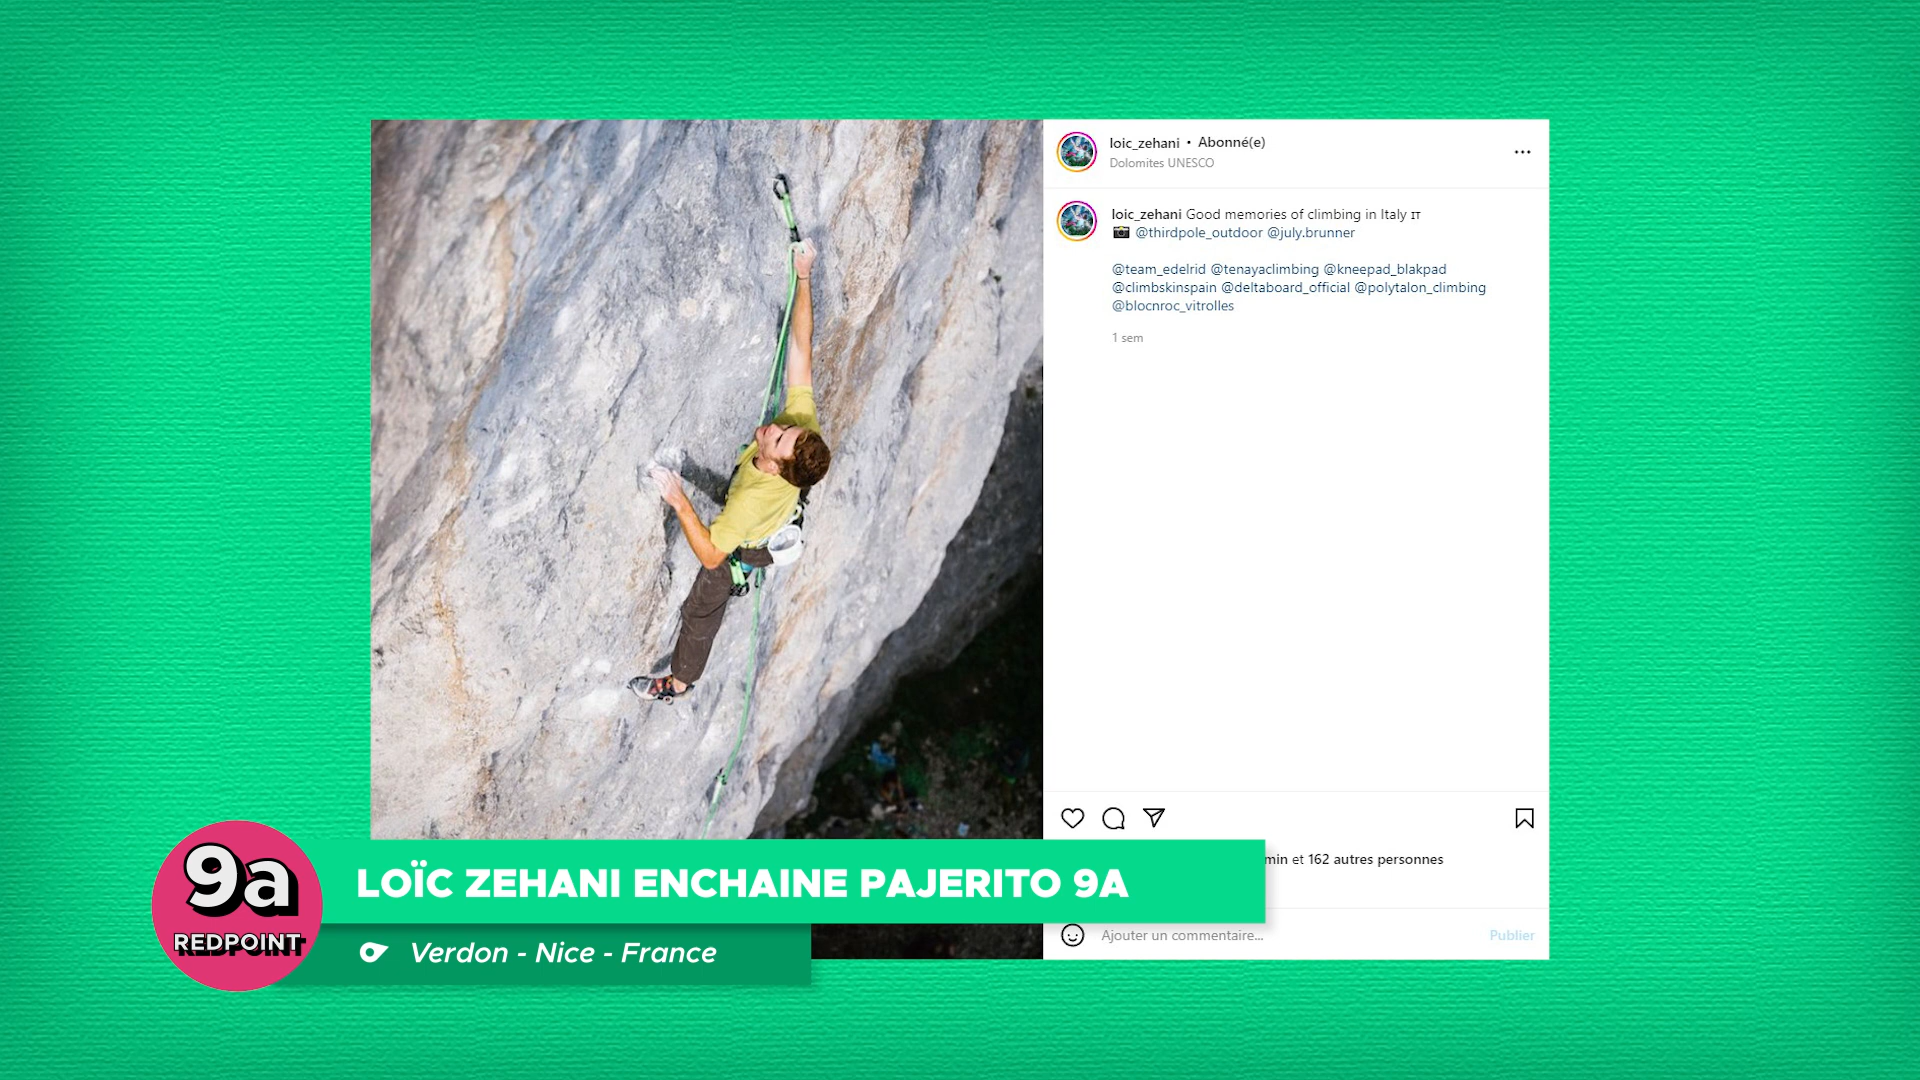 loic_zehani • Abonné(e)
Dolomites UNESCO
loic_zehani Good memories of climbing in Italy IT
@thirdpole_outdoor @july.brunner
@team_edelrid @tenayaclimbing @kneepad_blakpad
@climbskinspain @deltaboard_official @polytalon_climbing
@blocnroc_vitrolles
1 sem
min et 162 autres personnes
9a
REDPOINT
LOÏC ZEHANI ENCHAINE PAJERITO 9A
Verdon - Nice - France
Ajouter un commentaire...
Publier